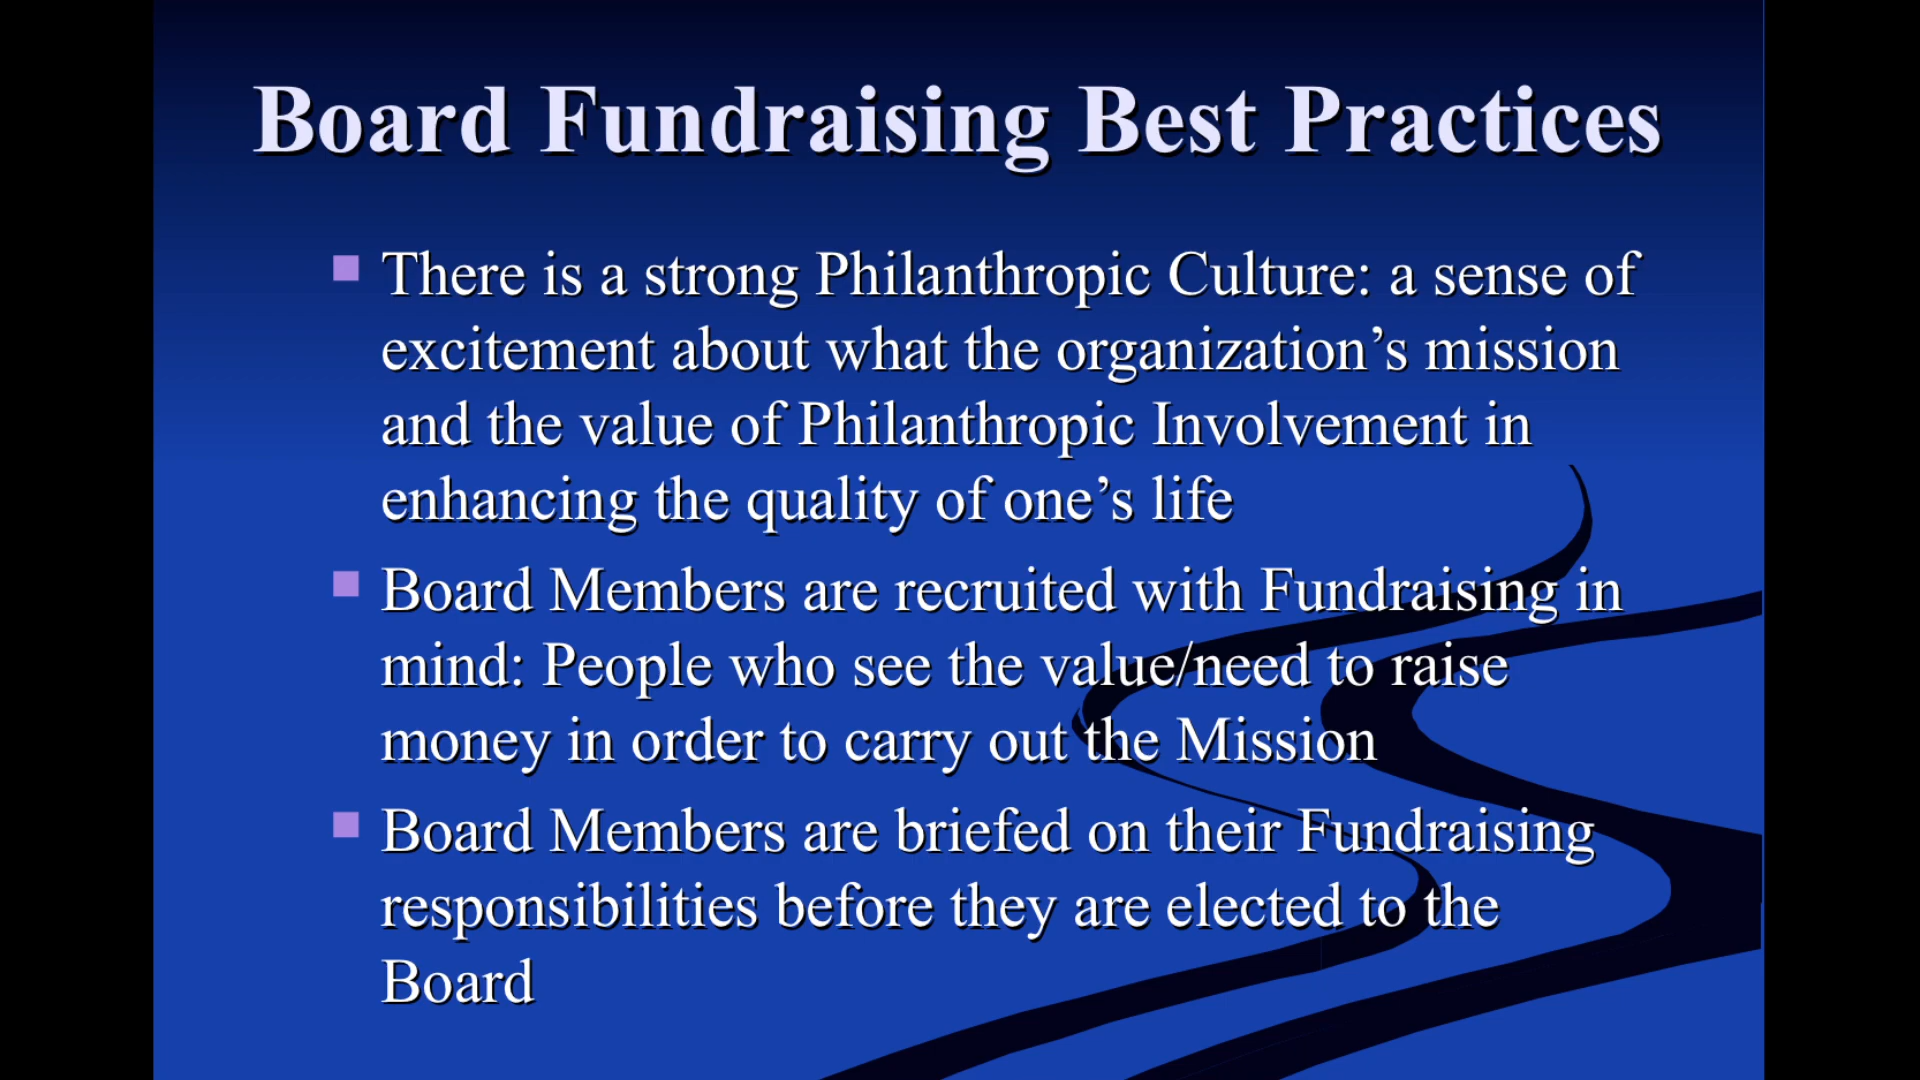 Board Fundraising Best Practices
There is a strong Philanthropic Culture: a sense of
excitement about what the organization’s mission
and the value of Philanthropic Involvement in
enhancing the quality of one’s life
Board Members are recruited with Fundraising in
mind: People who see the value/need to raise
money in order to carry out the Mission
Board Members are briefed on their Fundraising
responsibilities before they are elected to the
Board